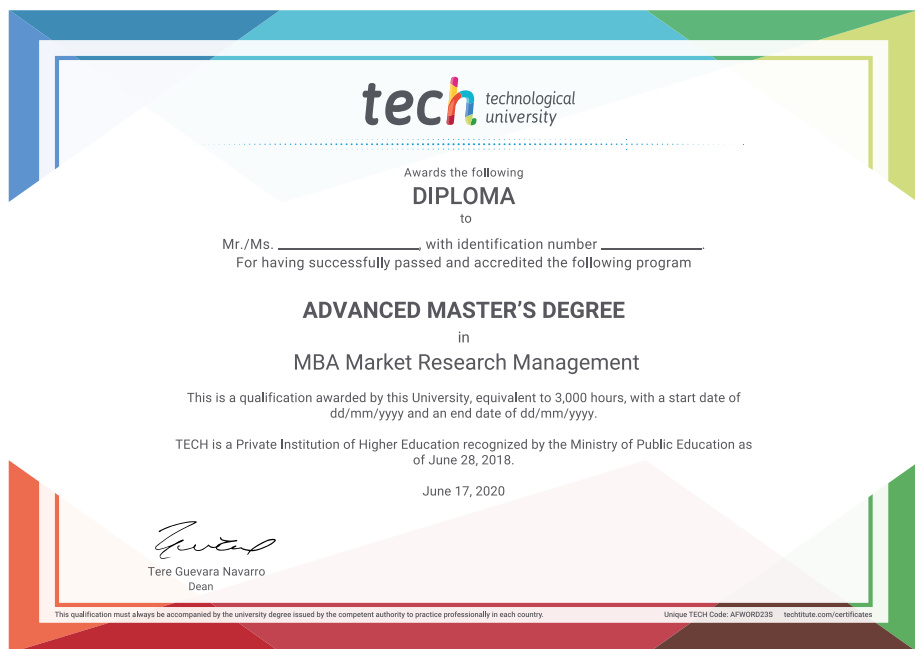 tech technological
university
Awards the following
DIPLOMA
to
Mr./Ms. ____________, with identification number ____________.
For having successfully passed and accredited the following program
ADVANCED MASTER’S DEGREE
in
MBA Market Research Management
This is a qualification awarded by this University, equivalent to 3,000 hours, with a start date of
dd/mm/yyyy and an end date of dd/mm/yyyy.
TECH is a Private Institution of Higher Education recognized by the Ministry of Public Education as
of June 28, 2018.
June 17, 2020
Tere Guevara Navarro
Dean
This qualification must always be accompanied by the university degree issued by the competent authority to practice professionally in each country. Unique TECH Code: AFWORD23S techtitute.com/certificates